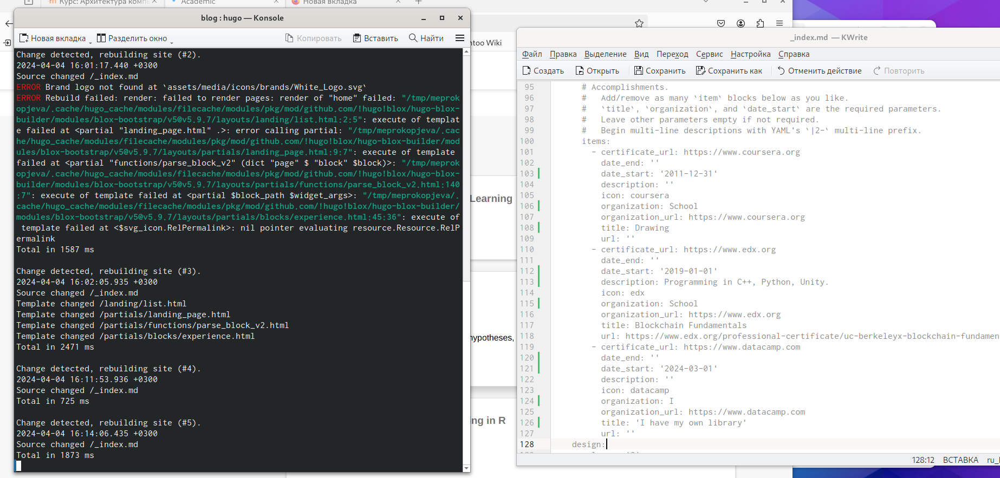 Курс: Архитектура комп
Academic
Новая вкладка
blog : hugo — Konsole
Новая вкладка
Разделить окно
Копировать
Вставить
Найти
Change detected, rebuilding site (#2).
2024-04-04 16:01:17.440 +0300
Source changed /_index.md
ERROR Brand logo not found at `assets/media/icons/brands/White_Logo.svg`
ERROR Rebuild failed: render: failed to render pages: render of "home" failed: "/tmp/meprok
opjeva/.cache/hugo_cache/modules/filecache/modules/pkg/mod/github.com/!hugo!blox/hugo-blox-
builder/modules/blox-bootstrap/v5@v5.9.7/layouts/landing/list.html:2:5": execute of templat
e failed at <partial "landing_page.html" .>: error calling partial: "/tmp/meprokopjeva/.cac
he/hugo_cache/modules/filecache/modules/pkg/mod/github.com/!hugo!blox/hugo-blox-builder/mod
ules/blox-bootstrap/v5@v5.9.7/layouts/partials/landing_page.html:9:7": execute of template
failed at <partial "functions/parse_block_v2" (dict "page" $ "block" $block)>: "/tmp/meprok
opjeva/.cache/hugo_cache/modules/filecache/modules/pkg/mod/github.com/!hugo!blox/hugo-blox-
builder/modules/blox-bootstrap/v5@v5.9.7/layouts/partials/functions/parse_block_v2.html:140
:7": execute of template failed at <partial $block_path $widget_args>: "/tmp/meprokopjeva/.
cache/hugo_cache/modules/filecache/modules/pkg/mod/github.com/!hugo!blox/hugo-blox-builder/
modules/blox-bootstrap/v5@v5.9.7/layouts/partials/blocks/experience.html:45:36": execute of
 template failed at <$svg_icon.RelPermalink>: nil pointer evaluating resource.Resource.RelP
ermalink
Total in 1587 ms
Change detected, rebuilding site (#3).
2024-04-04 16:02:05.935 +0300
Source changed /_index.md
Template changed /landing/list.html
Template changed /partials/landing_page.html
Template changed /partials/functions/parse_block_v2.html
Template changed /partials/blocks/experience.html
Total in 2471 ms
Change detected, rebuilding site (#4).
2024-04-04 16:11:53.936 +0300
Source changed /_index.md
Total in 725 ms
Change detected, rebuilding site (#5).
2024-04-04 16:14:06.435 +0300
Source changed /_index.md
Total in 1873 ms
ntoo Wiki
Learning
hypotheses,
ing in R
_index.md — KWrite
Файл Правка Выделение Вид Переход Сервис Настройка Справка
Создать Открыть Сохранить Сохранить как Отменить действие Повторить
95 # Accomplishments.
96 #   Add/remove as many `item` blocks below as you like.
97 #   `title`, `organization`, and `date_start` are the required parameters.
98 #   Leave other parameters empty if not required.
99 #   Begin multi-line descriptions with YAML's `|2-` multi-line prefix.
100 items:
101 - certificate_url: https://www.coursera.org
102 date_end: ''
103 date_start: '2011-12-31'
104 description: ''
105 icon: coursera
106 organization: School
107 organization_url: https://www.coursera.org
108 title: Drawing
109 url: ''
110 - certificate_url: https://www.edx.org
111 date_end: ''
112 date_start: '2019-01-01'
113 description: Programming in C++, Python, Unity.
114 icon: edx
115 organization: School
116 organization_url: https://www.edx.org
117 title: Blockchain Fundamentals
118 url: https://www.edx.org/professional-certificate/uc-berkeleyx-blockchain-fundamen
119 - certificate_url: https://www.datacamp.com
120 date_end: ''
121 date_start: '2024-03-01'
122 description: ''
123 icon: datacamp
124 organization: I
125 organization_url: https://www.datacamp.com
126 title: 'I have my own library'
127 url: ''
128 design:
128:12 ВСТАВКА ru_